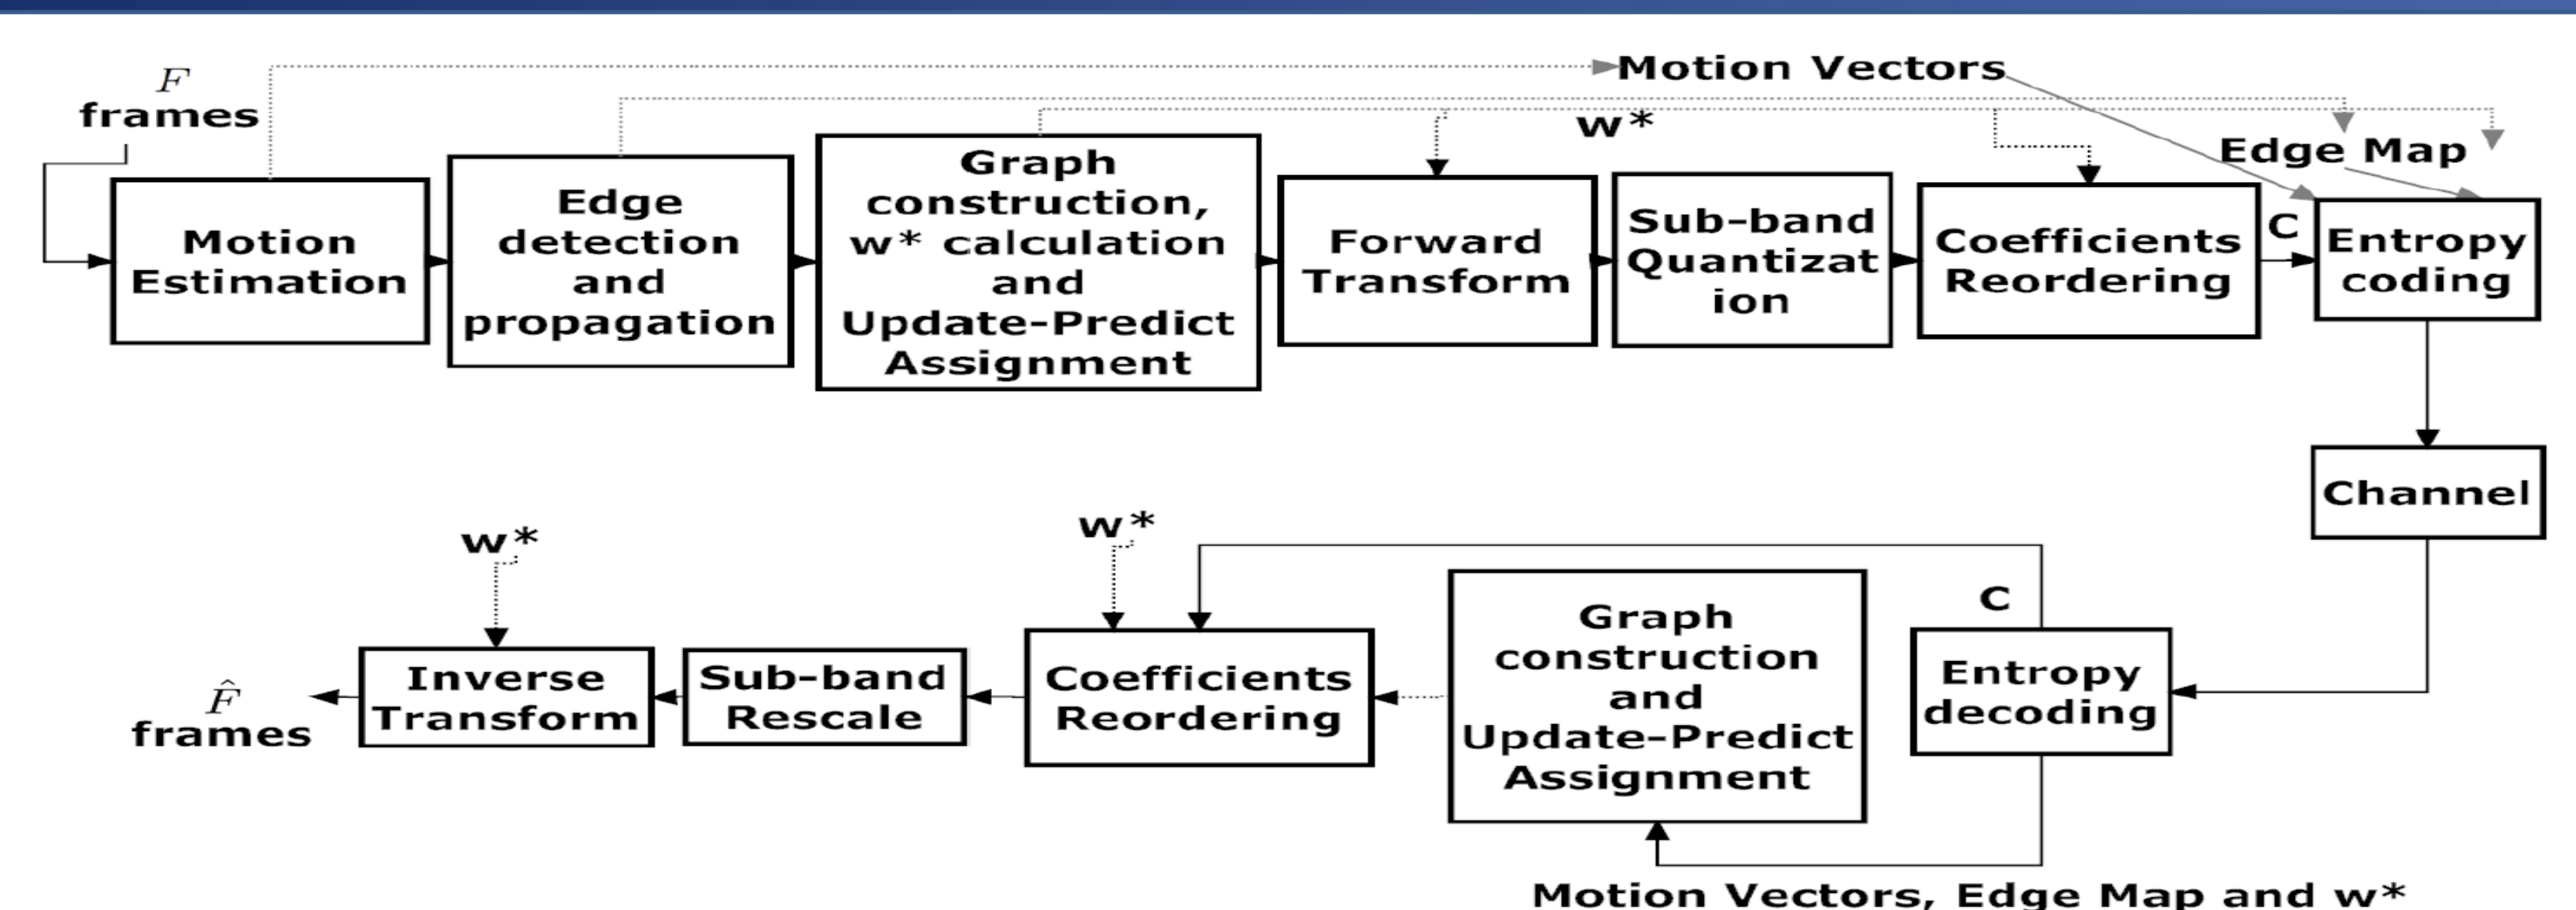 F
frames
Motion Vectors
w*
Edge Map
Motion
Estimation
Edge
detection
and
propagation
Graph
construction,
w* calculation
and
Update-Predict
Assignment
Forward
Transform
Sub-band
Quantizat
ion
Coefficients
Reordering
C
Entropy
coding
Channel
w*
w*
C
F̂
frames
Inverse
Transform
Sub-band
Rescale
Coefficients
Reordering
Graph
construction
and
Update-Predict
Assignment
Entropy
decoding
Motion Vectors, Edge Map and w*